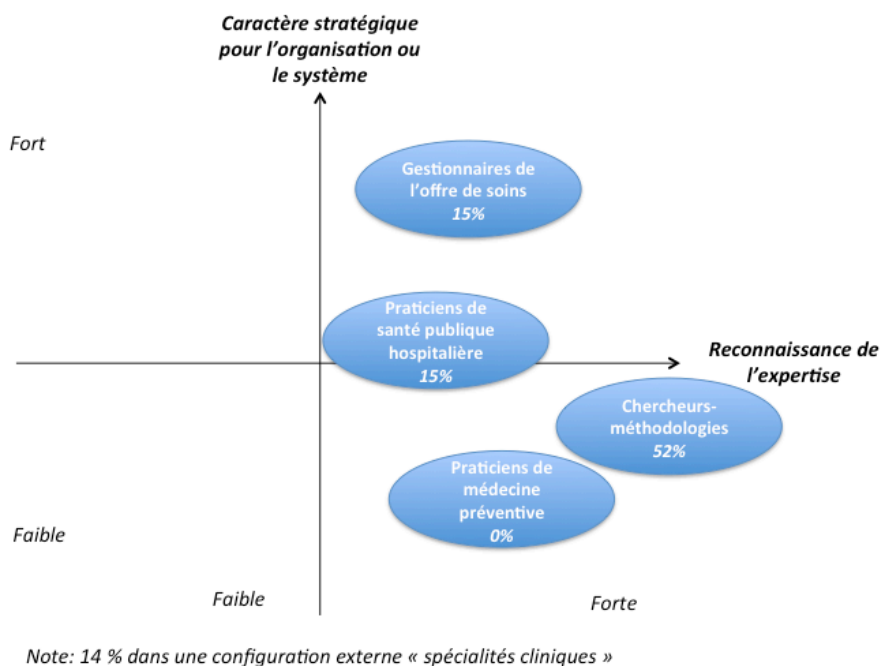 Caractère stratégique
pour l'organisation ou
le système
Fort
Gestionnaires de
l'offre de soins
15%
Praticiens de
santé publique
hospitalière
15%
Reconnaissance de
l'expertise
Chercheurs-
méthodologies
52%
Praticiens de
médecine
préventive
0%
Faible
Faible
Forte
Note: 14 % dans une configuration externe « spécialités cliniques »